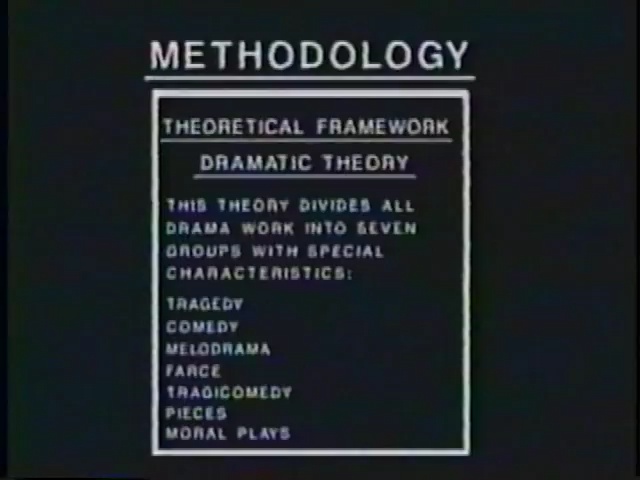 METHODOLOGY
THEORETICAL FRAMEWORK
DRAMATIC THEORY
THIS THEORY DIVIDES ALL
DRAMA WORK INTO SEVEN
GROUPS WITH SPECIAL
CHARACTERISTICS:
TRAGEDY
COMEDY
MELODRAMA
FARCE
TRAGICOMEDY
PIECES
MORAL PLAYS